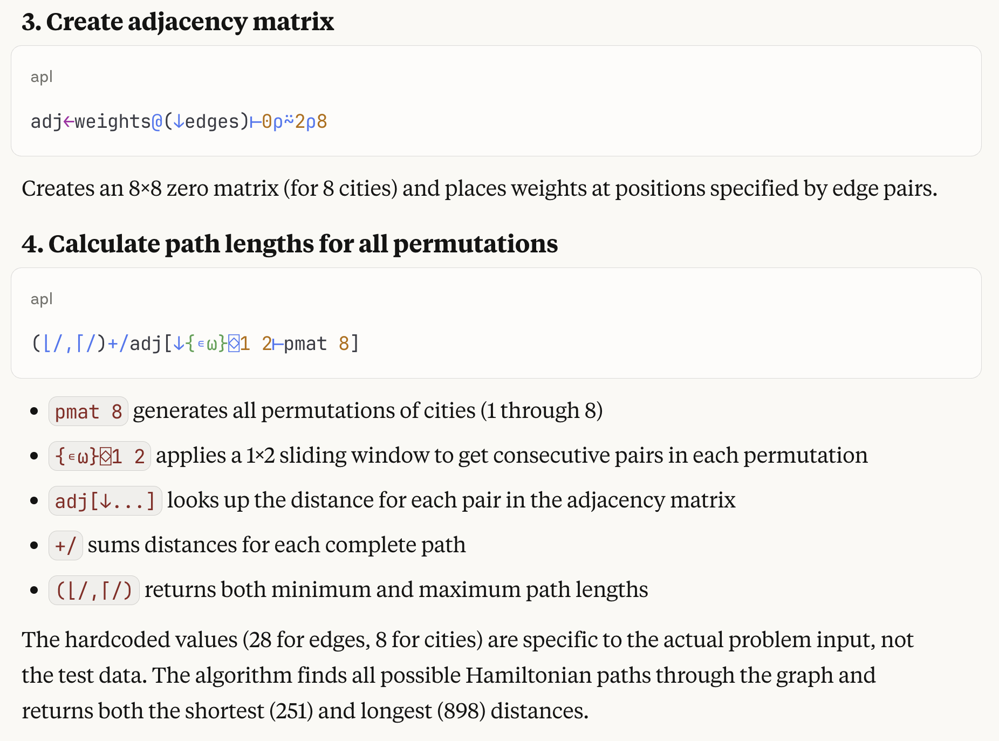 3. Create adjacency matrix
apl
adj←weights@(↓edges)⊢0⍴⍨2⍴8
Creates an 8×8 zero matrix (for 8 cities) and places weights at positions specified by edge pairs.
4. Calculate path lengths for all permutations
apl
(⌊/,⌈/)+/adj[↓{∊⍵}⌺1 2⊢pmat 8]
• pmat 8 generates all permutations of cities (1 through 8)
• {∊⍵}⌺1 2 applies a 1×2 sliding window to get consecutive pairs in each permutation
• adj[↓...] looks up the distance for each pair in the adjacency matrix
• +/ sums distances for each complete path
• (⌊/,⌈/) returns both minimum and maximum path lengths
The hardcoded values (28 for edges, 8 for cities) are specific to the actual problem input, not
the test data. The algorithm finds all possible Hamiltonian paths through the graph and
returns both the shortest (251) and longest (898) distances.